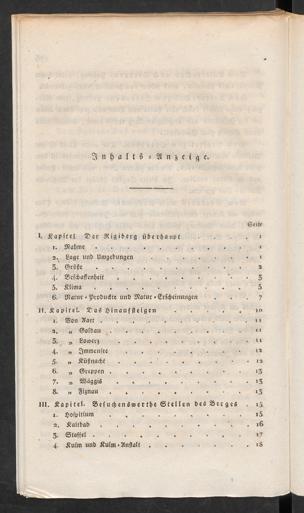 Inhalts-Anzeige.
Seite
I. Kapitel Der Rigiberg überhaupt . . . . . 1
1. Nahme . . . . . . . . . 1
2. Lage und Umgebungen . . . . . . 1
3. Größe . . . . . . . . . 2
4. Beschaffenheit . . . . . . . . 3
5. Klima . . . . . . . . . 5
6. Natur-Produkte und Natur-Erscheinungen . . . 7
II. Kapitel. Das Hinaufsteigen . . . . . . 10
1. Von Aart . . . . . . . . 11
2. „ Goldau . . . . . . . . 11
3. „ Lowerz . . . . . . . . 11
4. „ Immensee . . . . . . . 12
5. „ Küßnacht . . . . . . . 12
6. „ Greppen . . . . . . . . 13
7. „ Wäggis . . . . . . . . 13
8. „ Fiznau . . . . . . . . 13
III. Kapitel. Besuchenswerthe Stellen des Berges . 15
1. Hospitium . . . . . . . . 15
2. Kaltbad . . . . . . . . 16
3. Staffel . . . . . . . . . 17
4 Kulm und Kulm-Anstalt . . . . . . 18